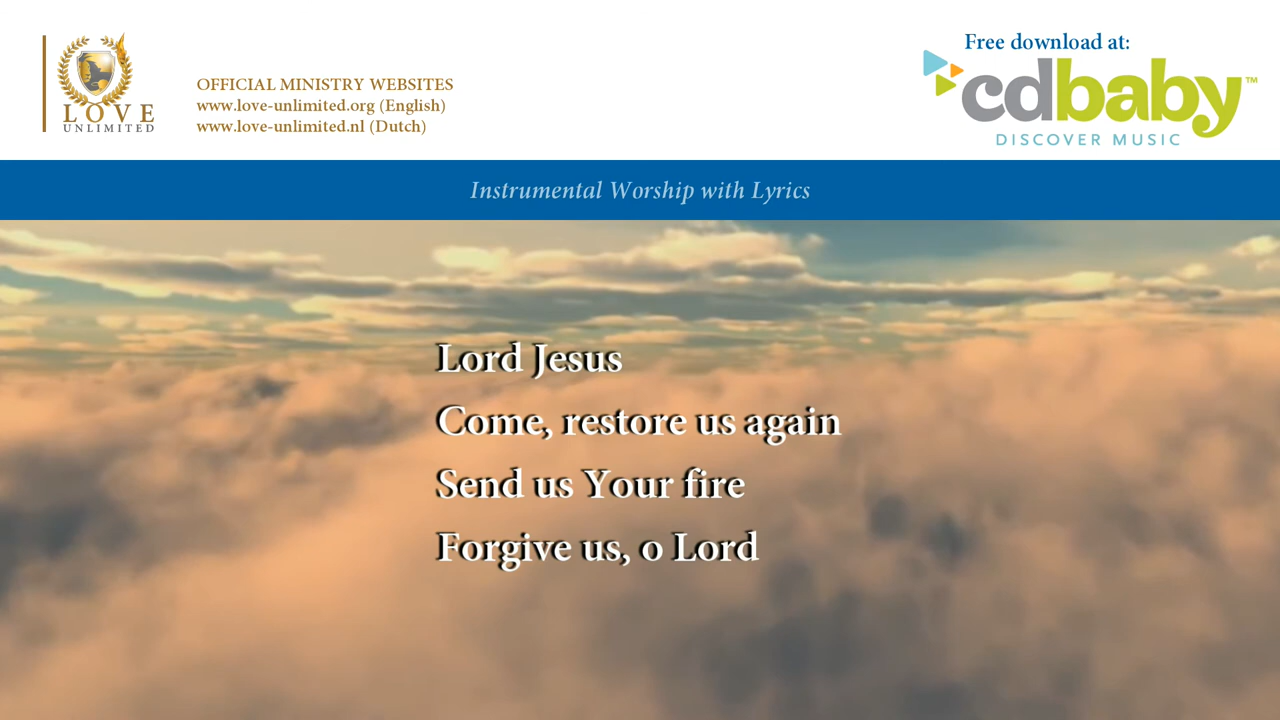 LOVE
UNLIMITED
OFFICIAL MINISTRY WEBSITES
www.love-unlimited.org (English)
www.love-unlimited.nl (Dutch)
Free download at:
cdbaby™
DISCOVER MUSIC
Instrumental Worship with Lyrics
Lord Jesus
Come, restore us again
Send us Your fire
Forgive us, o Lord